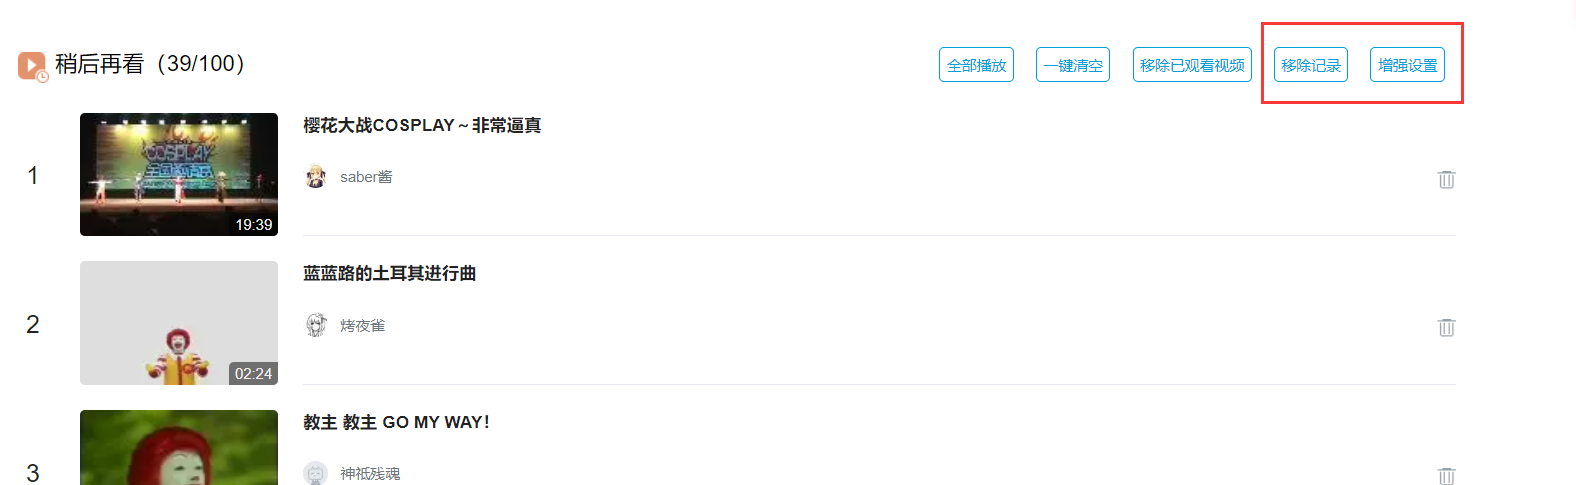 稍后再看（39/100）
全部播放 一键清空 移除已观看视频 移除记录 增强设置
1
COSPLAY
19:39
樱花大战COSPLAY～非常逼真
saber酱
2
02:24
蓝蓝路的土耳其进行曲
烤夜雀
3
教主 教主 GO MY WAY！
神祇残魂